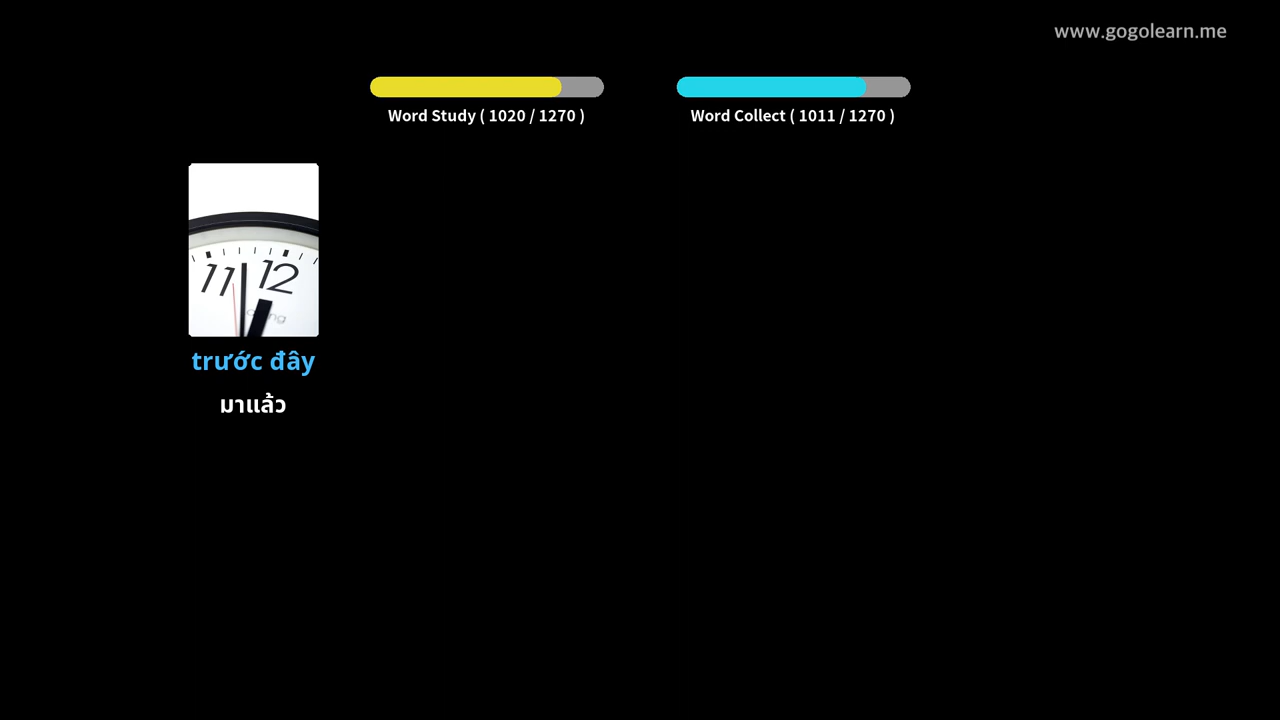 www.gogolearn.me
Word Study ( 1020 / 1270 )
Word Collect ( 1011 / 1270 )
11 12
trước đây
มาแล้ว